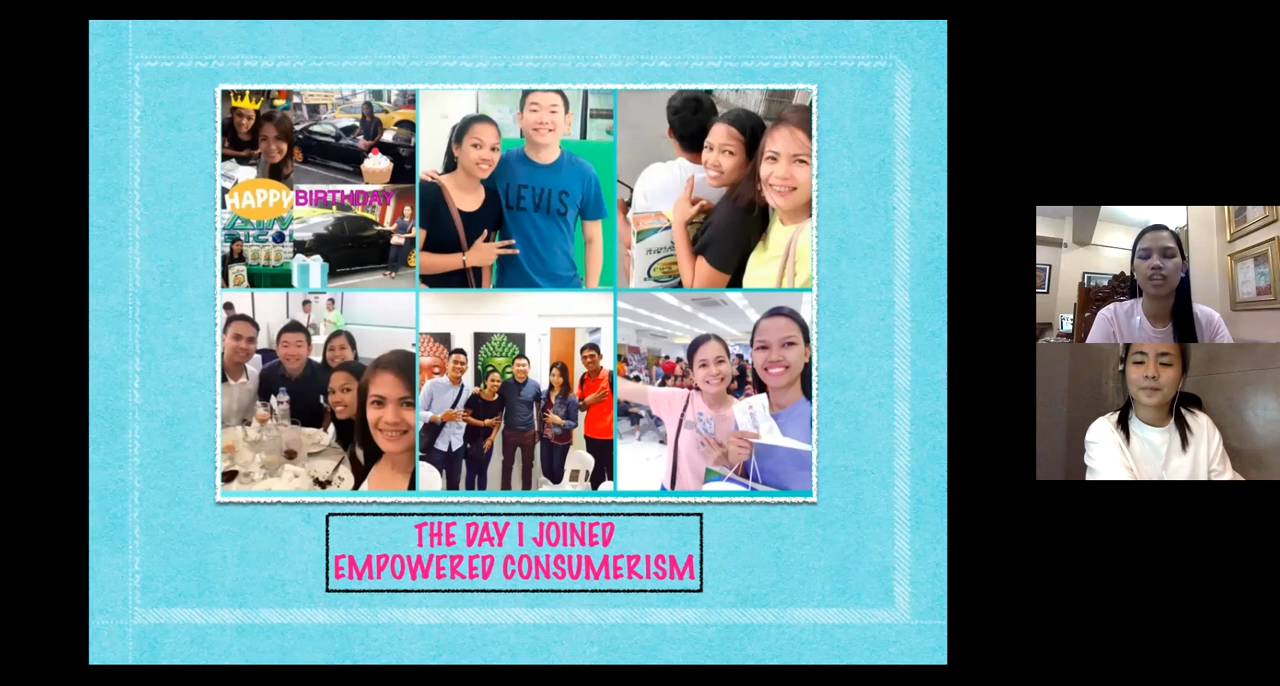 HAPPY BIRTHDAY
LEVIS
THE DAY I JOINED
EMPOWERED CONSUMERISM